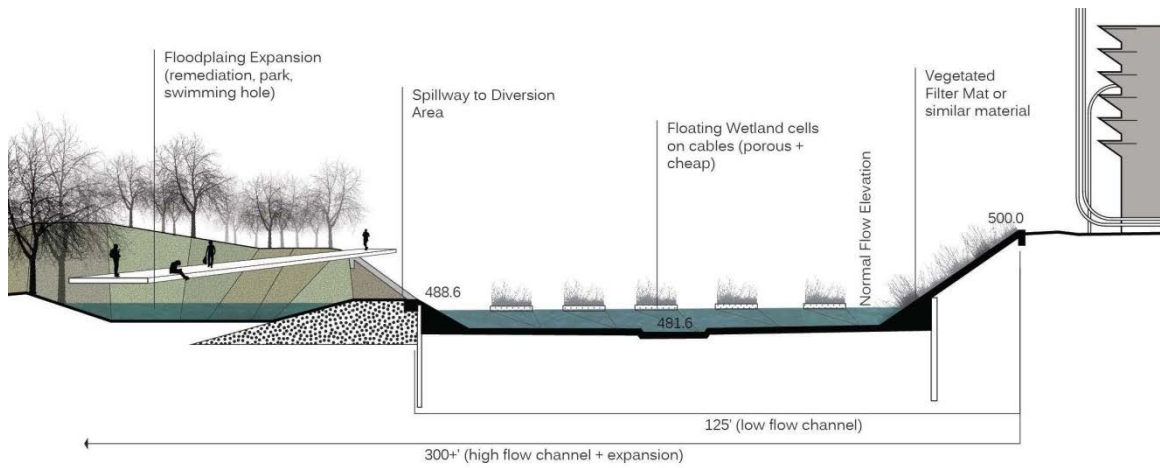 Floodplaing Expansion
(remediation, park,
swimming hole)
Spillway to Diversion
Area
Floating Wetland cells
on cables (porous +
cheap)
Vegetated
Filter Mat or
similar material
Normal Flow Elevation
500.0
488.6
481.6
125' (low flow channel)
300+' (high flow channel + expansion)